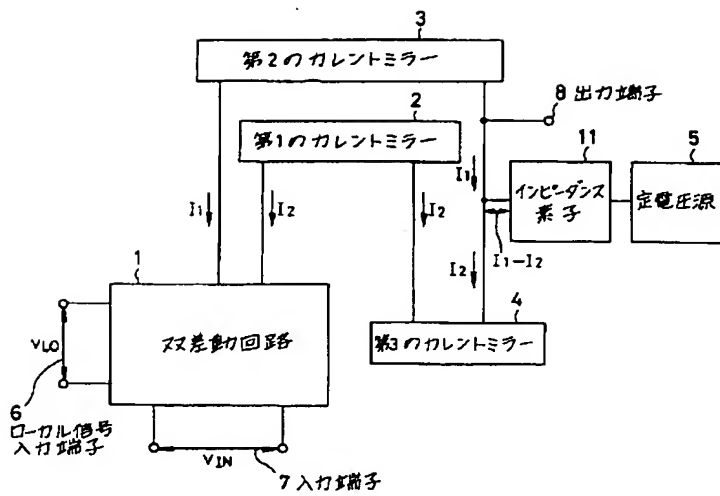 3
第2のカレントミラー
8 出力端子
2
第1のカレントミラー
11
インピーダンス
素子
5
定電圧源
I1
I2
I2
I1
I1-I2
I2
1
双差動回路
4
第3のカレントミラー
VLO
6
ローカル信号
入力端子
VIN
7 入力端子